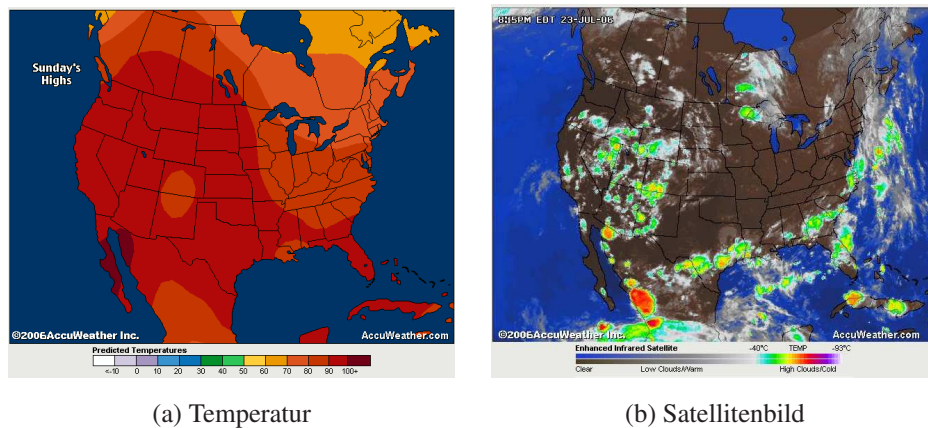 Sunday's
Highs
©2006AccuWeather Inc.
AccuWeather.com
Predicted Temperatures
<-10 0 10 20 30 40 50 60 70 80 90 100+
(a) Temperatur
8:15PM EDT 23-JUL-06
©2006AccuWeather Inc.
AccuWeather.com
Enhanced Infrared Satellite -40°C TEMP -93°C
Clear Low Clouds/Warm High Clouds/Cold
(b) Satellitenbild